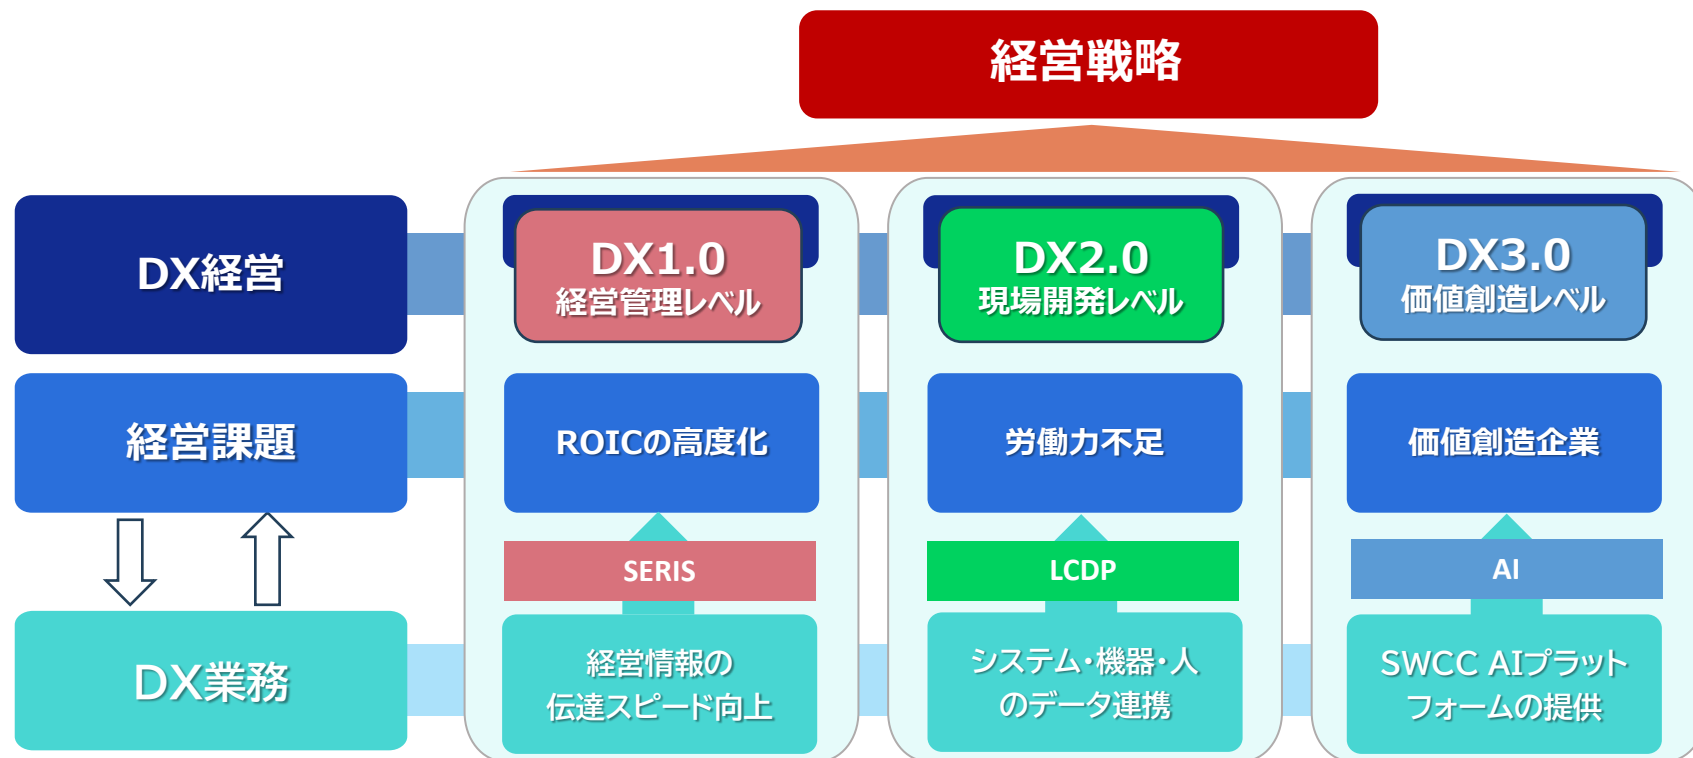 経営戦略
DX経営
DX1.0
経営管理レベル
DX2.0
現場開発レベル
DX3.0
価値創造レベル
経営課題
ROICの高度化
労働力不足
価値創造企業
SERIS
LCDP
AI
DX業務
経営情報の
伝達スピード向上
システム・機器・人
のデータ連携
SWCC AIプラット
フォームの提供